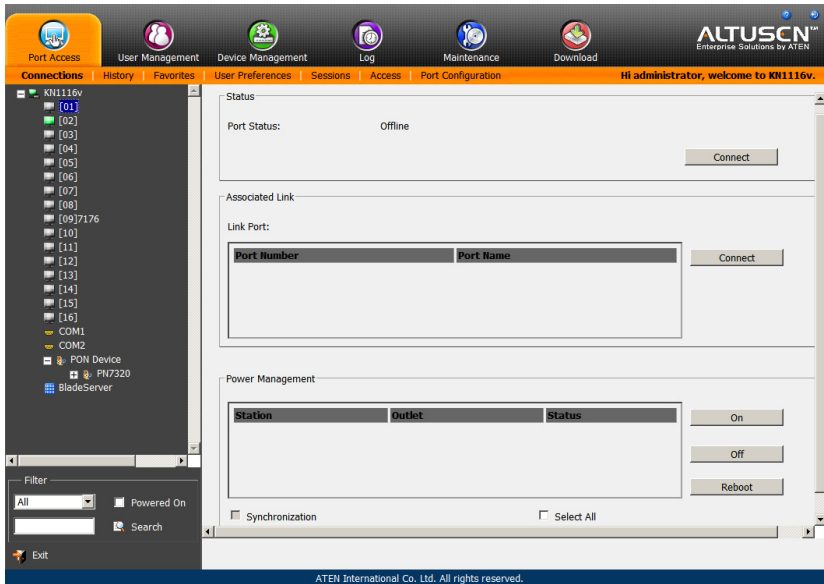 Port Access
User Management
Device Management
Log
Maintenance
Download
ALTUSCN™
Enterprise Solutions by ATEN
Connections
History
Favorites
User Preferences
Sessions
Access
Port Configuration
Hi administrator, welcome to KN1116v.
KN1116v
[01]
[02]
[03]
[04]
[05]
[06]
[07]
[08]
[09]7176
[10]
[11]
[12]
[13]
[14]
[15]
[16]
COM1
COM2
PON Device
PN7320
BladeServer
Filter
All
Powered On
Search
Exit
Status
Port Status: Offline
Connect
Associated Link
Link Port:
Port Number Port Name
Connect
Power Management
Station Outlet Status
On
Off
Reboot
Synchronization
Select All
ATEN International Co. Ltd. All rights reserved.